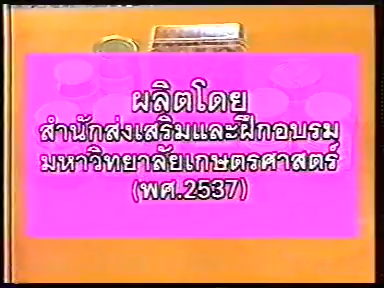 ผลิตโดย
สำนักส่งเสริมและฝึกอบรม
มหาวิทยาลัยเกษตรศาสตร์
(พศ.2537)